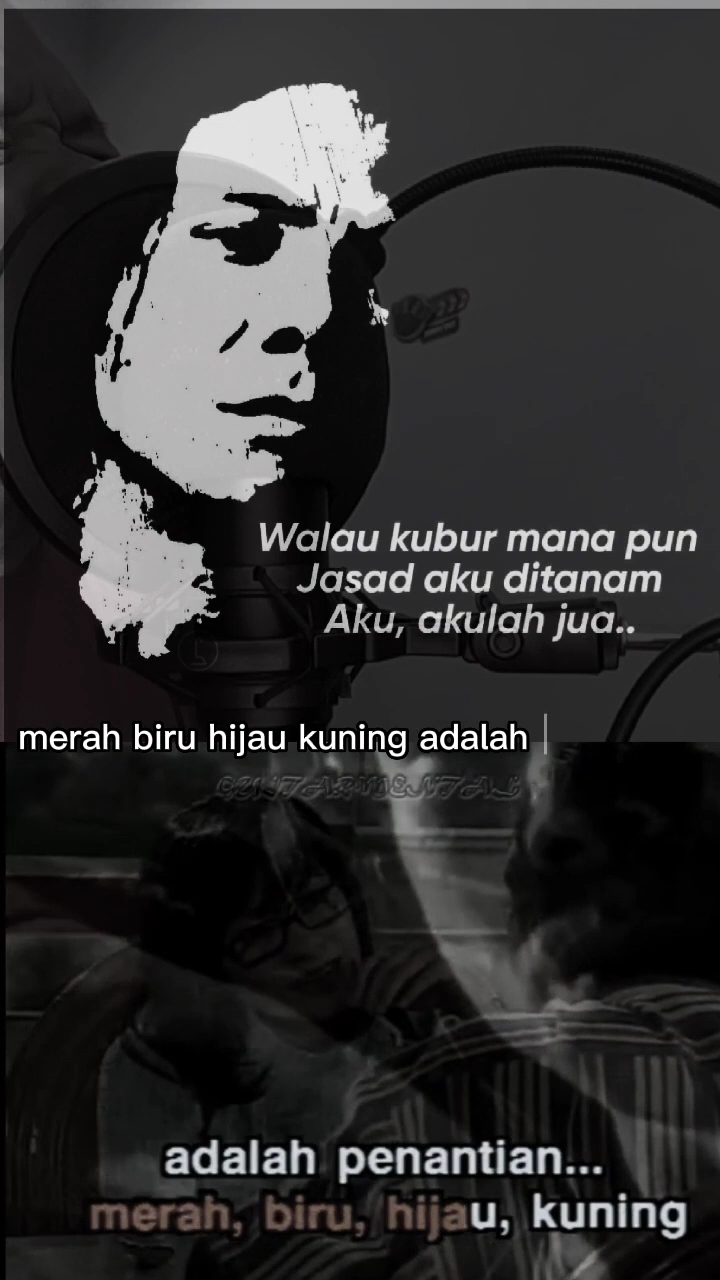 Walau kubur mana pun
Jasad aku ditanam
Aku, akulah jua..
merah biru hijau kuning adalah
adalah penantian...
merah, biru, hijau, kuning